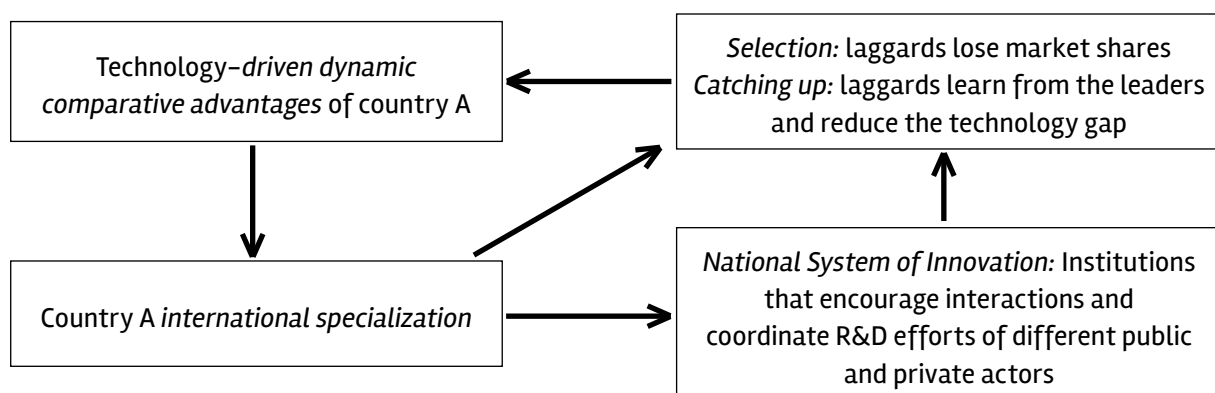 Technology–driven dynamic
comparative advantages of country A
Selection: laggards lose market shares
Catching up: laggards learn from the leaders
and reduce the technology gap
Country A international specialization
National System of Innovation: Institutions
that encourage interactions and
coordinate R&D efforts of different public
and private actors